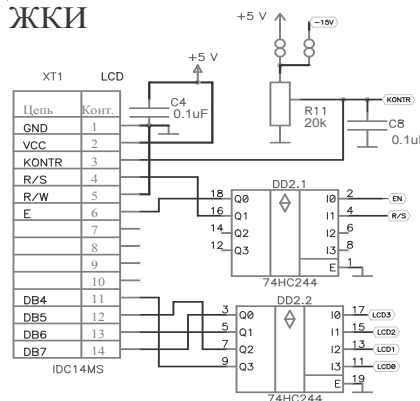 ЖКИ
+5 V
-15V
XT1 LCD
+5 V
Цепь Конт.
C4
0.1uF
R11
20k
KONTR
C8
0.1u
GND 1
VCC 2
KONTR 3
R/S 4
R/W 5
E 6
7
8
9
10
DB4 11
DB5 12
DB6 13
DB7 14
IDC14MS
DD2.1
18 Q0 I0 2 EN
16 Q1 I1 4 R/S
14 Q2 I2 6
12 Q3 I3 8
E 1
74HC244
DD2.2
3 Q0 I0 17 LCD3
5 Q1 I1 15 LCD2
7 Q2 I2 13 LCD1
9 Q3 I3 11 LCD0
E 19
74HC244